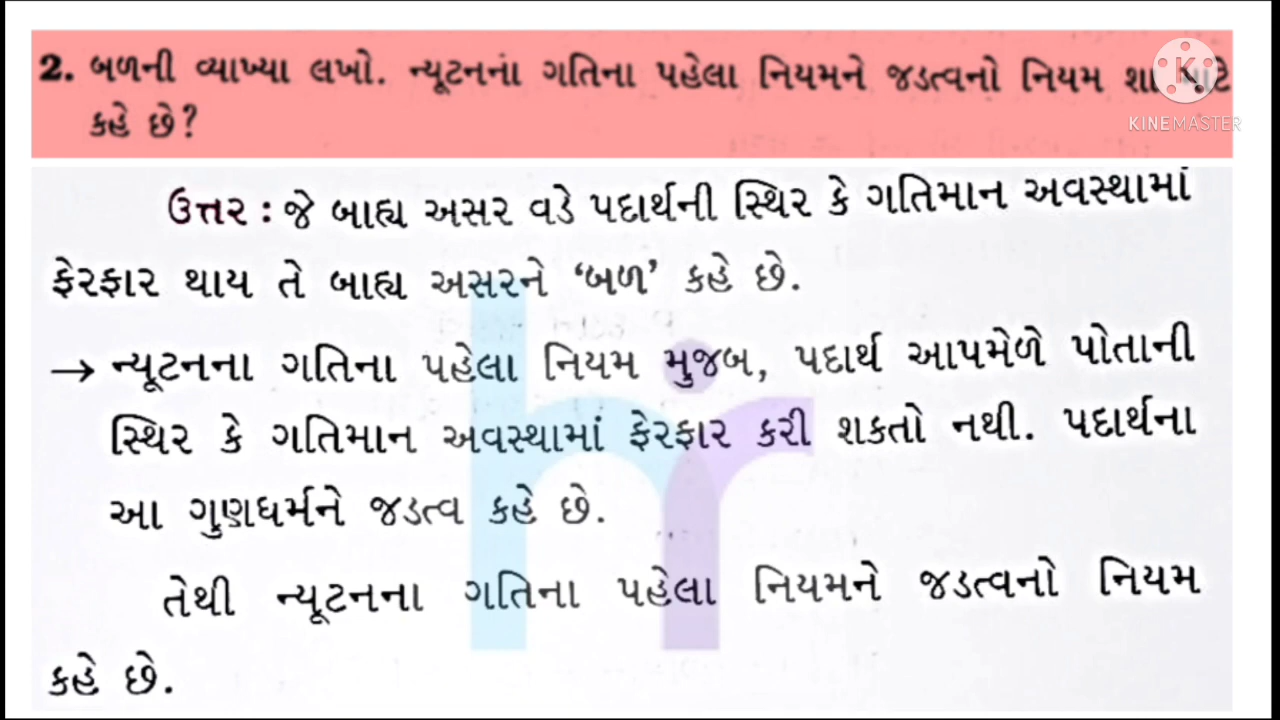 2. બળની વ્યાખ્યા લખો. ન્યૂટનનાં ગતિના પહેલા નિયમને જડત્વનો નિયમ
કહે છે?
KINEMASTER
ઉત્તર : જે બાહ્ય અસર વડે પદાર્થની સ્થિર કે ગતિમાન અવસ્થામાં
ફેરફાર થાય તે બાહ્ય અસરને ‘બળ’ કહે છે.
→ ન્યૂટનના ગતિના પહેલા નિયમ મુજબ, પદાર્થ આપમેળે પોતાની
સ્થિર કે ગતિમાન અવસ્થામાં ફેરફાર કરી શકતો નથી. પદાર્થના
આ ગુણધર્મને જડત્વ કહે છે.
તેથી ન્યૂટનના ગતિના પહેલા નિયમને જડત્વનો નિયમ
કહે છે.